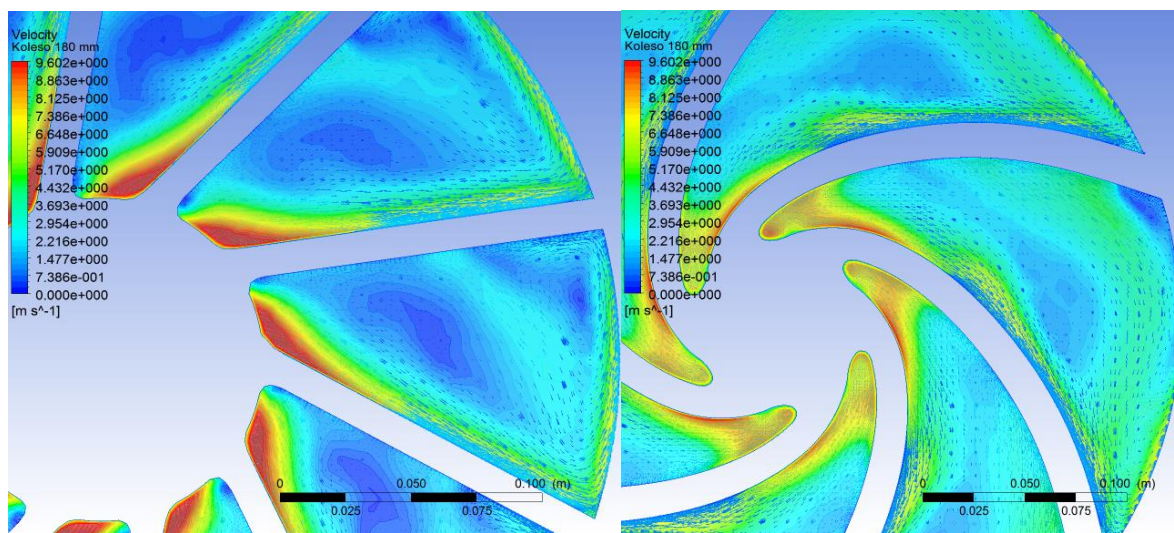 Velocity
Koleso 180 mm
9.602e+000
8.863e+000
8.125e+000
7.386e+000
6.648e+000
5.909e+000
5.170e+000
4.432e+000
3.693e+000
2.954e+000
2.216e+000
1.477e+000
7.386e-001
0.000e+000
[m s^-1]
0 0.050 0.100 (m)
0.025 0.075
Velocity
Koleso 180 mm
9.602e+000
8.863e+000
8.125e+000
7.386e+000
6.648e+000
5.909e+000
5.170e+000
4.432e+000
3.693e+000
2.954e+000
2.216e+000
1.477e+000
7.386e-001
0.000e+000
[m s^-1]
0 0.050 0.100 (m)
0.025 0.075